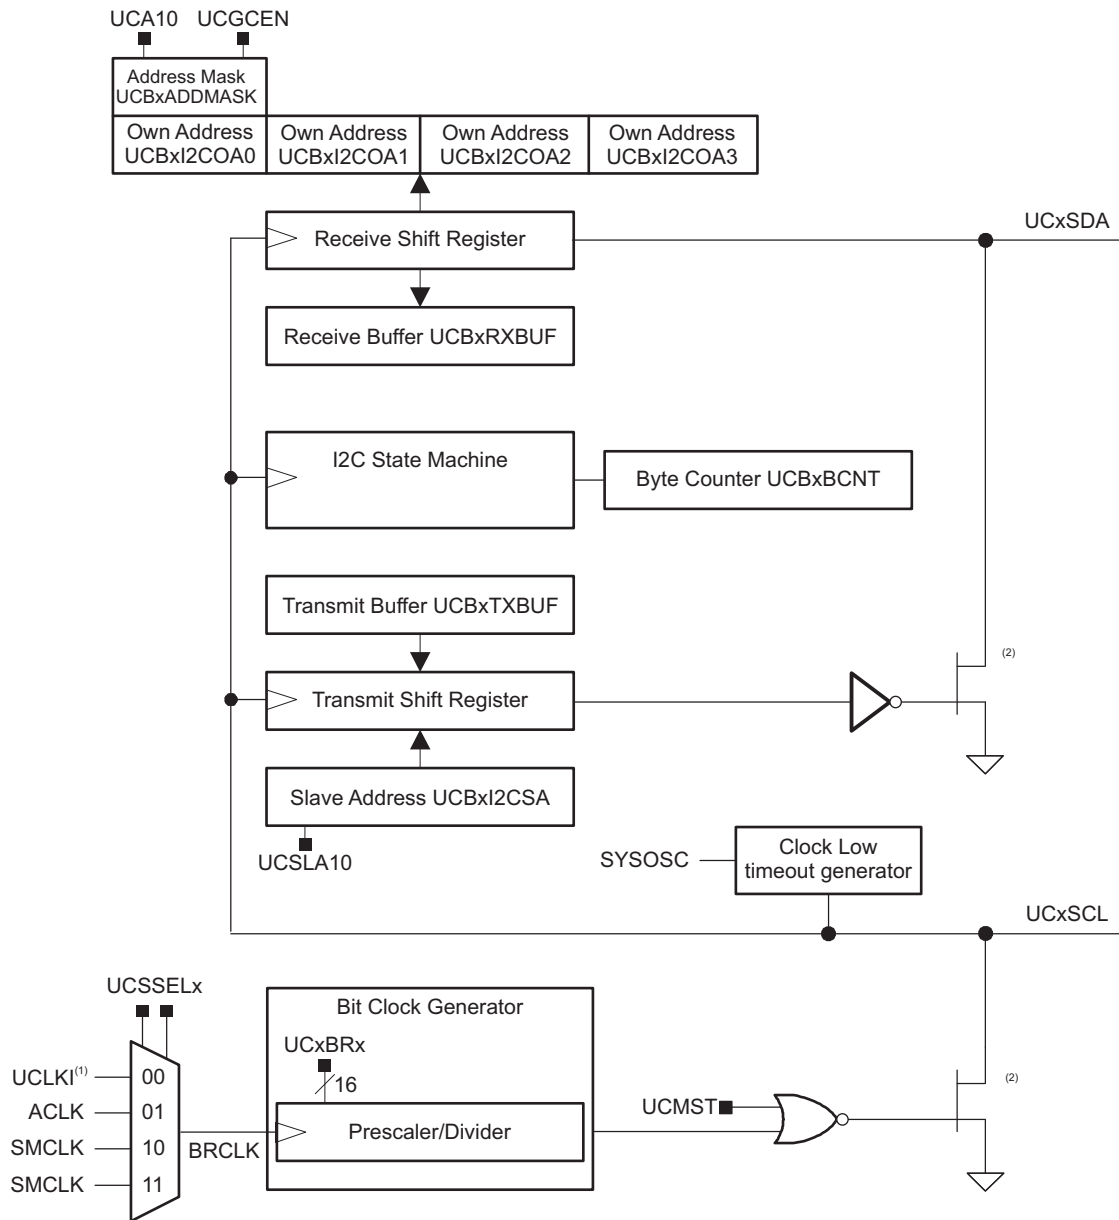 UCA10 UCGCEN
Address Mask
UCBxADDMASK
Own Address Own Address Own Address Own Address
UCBxI2COA0 UCBxI2COA1 UCBxI2COA2 UCBxI2COA3
Receive Shift Register
UCxSDA
Receive Buffer UCBxRXBUF
I2C State Machine
Byte Counter UCBxBCNT
Transmit Buffer UCBxTXBUF
(2)
Transmit Shift Register
Slave Address UCBxI2CSA
UCSLA10
SYSOSC
Clock Low
timeout generator
UCxSCL
UCSSELx
Bit Clock Generator
UCxBRx
16
UCLKI(1) 00
(2)
ACLK 01
UCMST
Prescaler/Divider
SMCLK 10
BRCLK
SMCLK 11